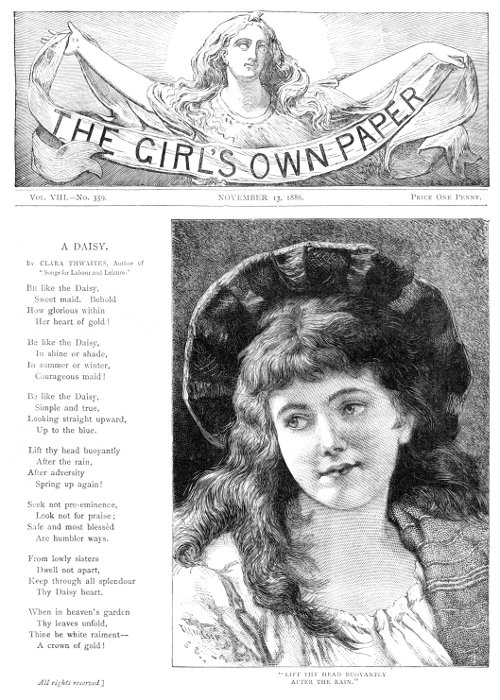 THE GIRL'S OWN PAPER
VOL. VIII.—NO. 359. NOVEMBER 13, 1886. PRICE ONE PENNY.
A DAISY.
BY CLARA THWAITES, Author of
"Songs for Labour and Leisure."
BE like the Daisy,
Sweet maid. Behold
How glorious within
Her heart of gold!
Be like the Daisy,
In shine or shade,
In summer or winter,
Courageous maid!
Be like the Daisy,
Simple and true,
Looking straight upward,
Up to the blue.
Lift thy head buoyantly
After the rain,
After adversity
Spring up again!
Seek not pre-eminence,
Look not for praise;
Safe and most blessèd
Are humbler ways.
From lowly sisters
Dwell not apart,
Keep through all splendour
Thy Daisy heart.
When in heaven's garden
Thy leaves unfold,
Thine be white raiment—
A crown of gold!
All rights reserved.]
"LIFT THY HEAD BUOYANTLY
AFTER THE RAIN."